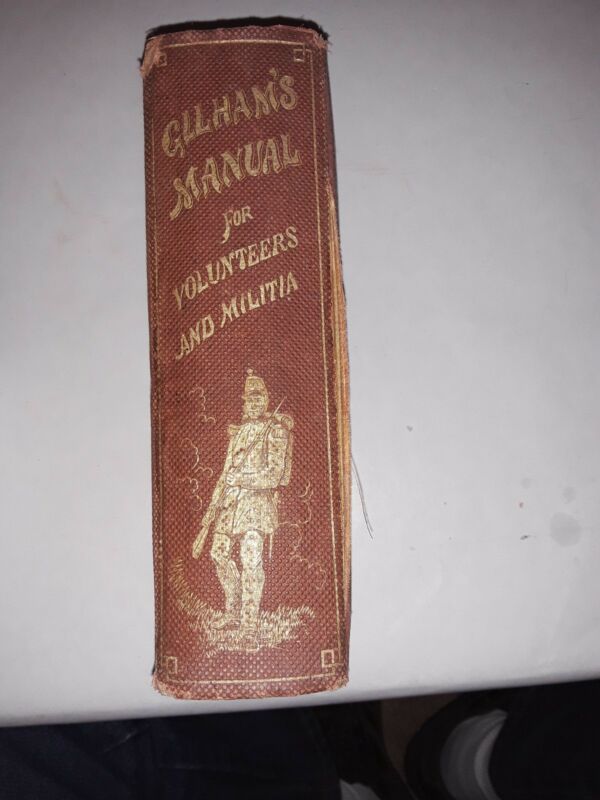 GILHAM'S
MANUAL
FOR
VOLUNTEERS
AND MILITIA